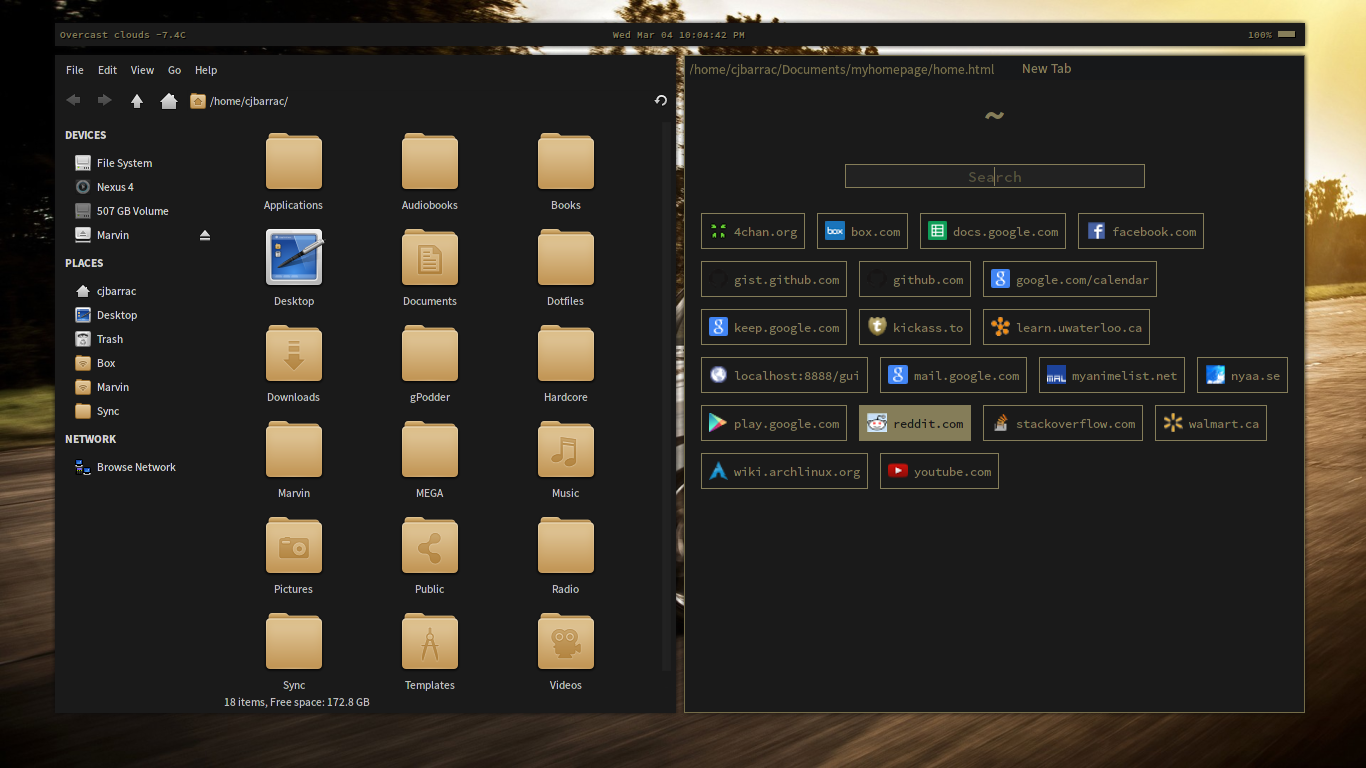 Overcast clouds -7.4C Wed Mar 04 10:04:42 PM 100%
File Edit View Go Help
/home/cjbarrac/
DEVICES
File System
Nexus 4
507 GB Volume
Marvin
PLACES
cjbarrac
Desktop
Trash
Box
Marvin
Sync
NETWORK
Browse Network
Applications Audiobooks Books
Desktop Documents Dotfiles
Downloads gPodder Hardcore
Marvin MEGA Music
Pictures Public Radio
Sync Templates Videos
18 items, Free space: 172.8 GB
/home/cjbarrac/Documents/myhomepage/home.html New Tab
~
Search
4chan.org box box.com docs.google.com facebook.com
gist.github.com github.com google.com/calendar
keep.google.com kickass.to learn.uwaterloo.ca
localhost:8888/gui mail.google.com MAL myanimelist.net nyaa.se
play.google.com reddit.com stackoverflow.com walmart.ca
wiki.archlinux.org youtube.com